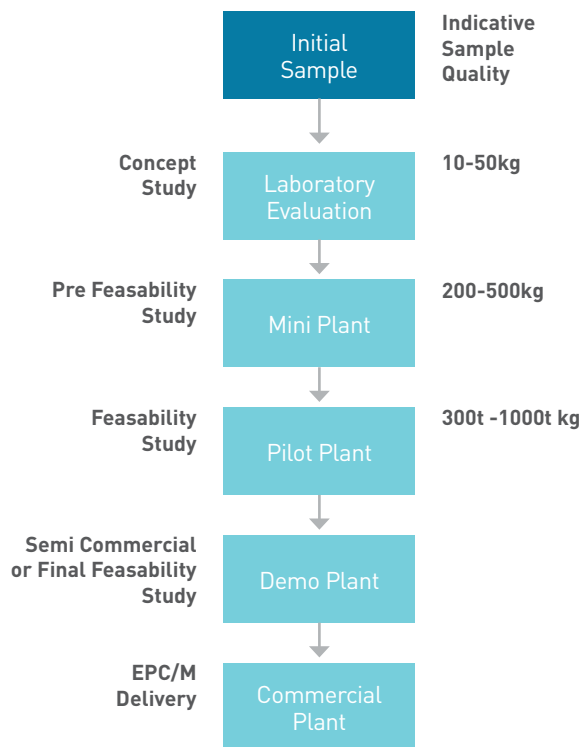 Initial
Sample
Indicative
Sample
Quality
Concept
Study
Laboratory
Evaluation
10-50kg
Pre Feasability
Study
Mini Plant
200-500kg
Feasability
Study
Pilot Plant
300t -1000t kg
Semi Commercial
or Final Feasability
Study
Demo Plant
EPC/M
Delivery
Commercial
Plant